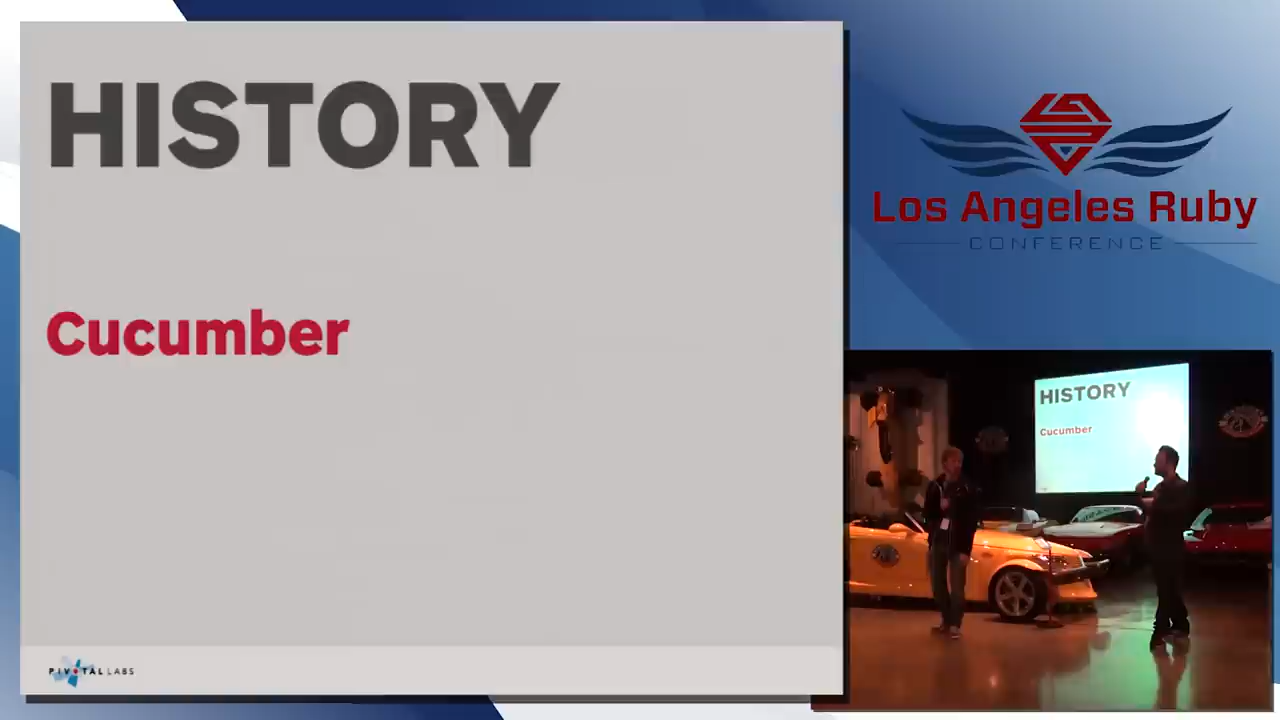 HISTORY
Cucumber
PIVOTAL LABS
Los Angeles Ruby
CONFERENCE
HISTORY
Cucumber